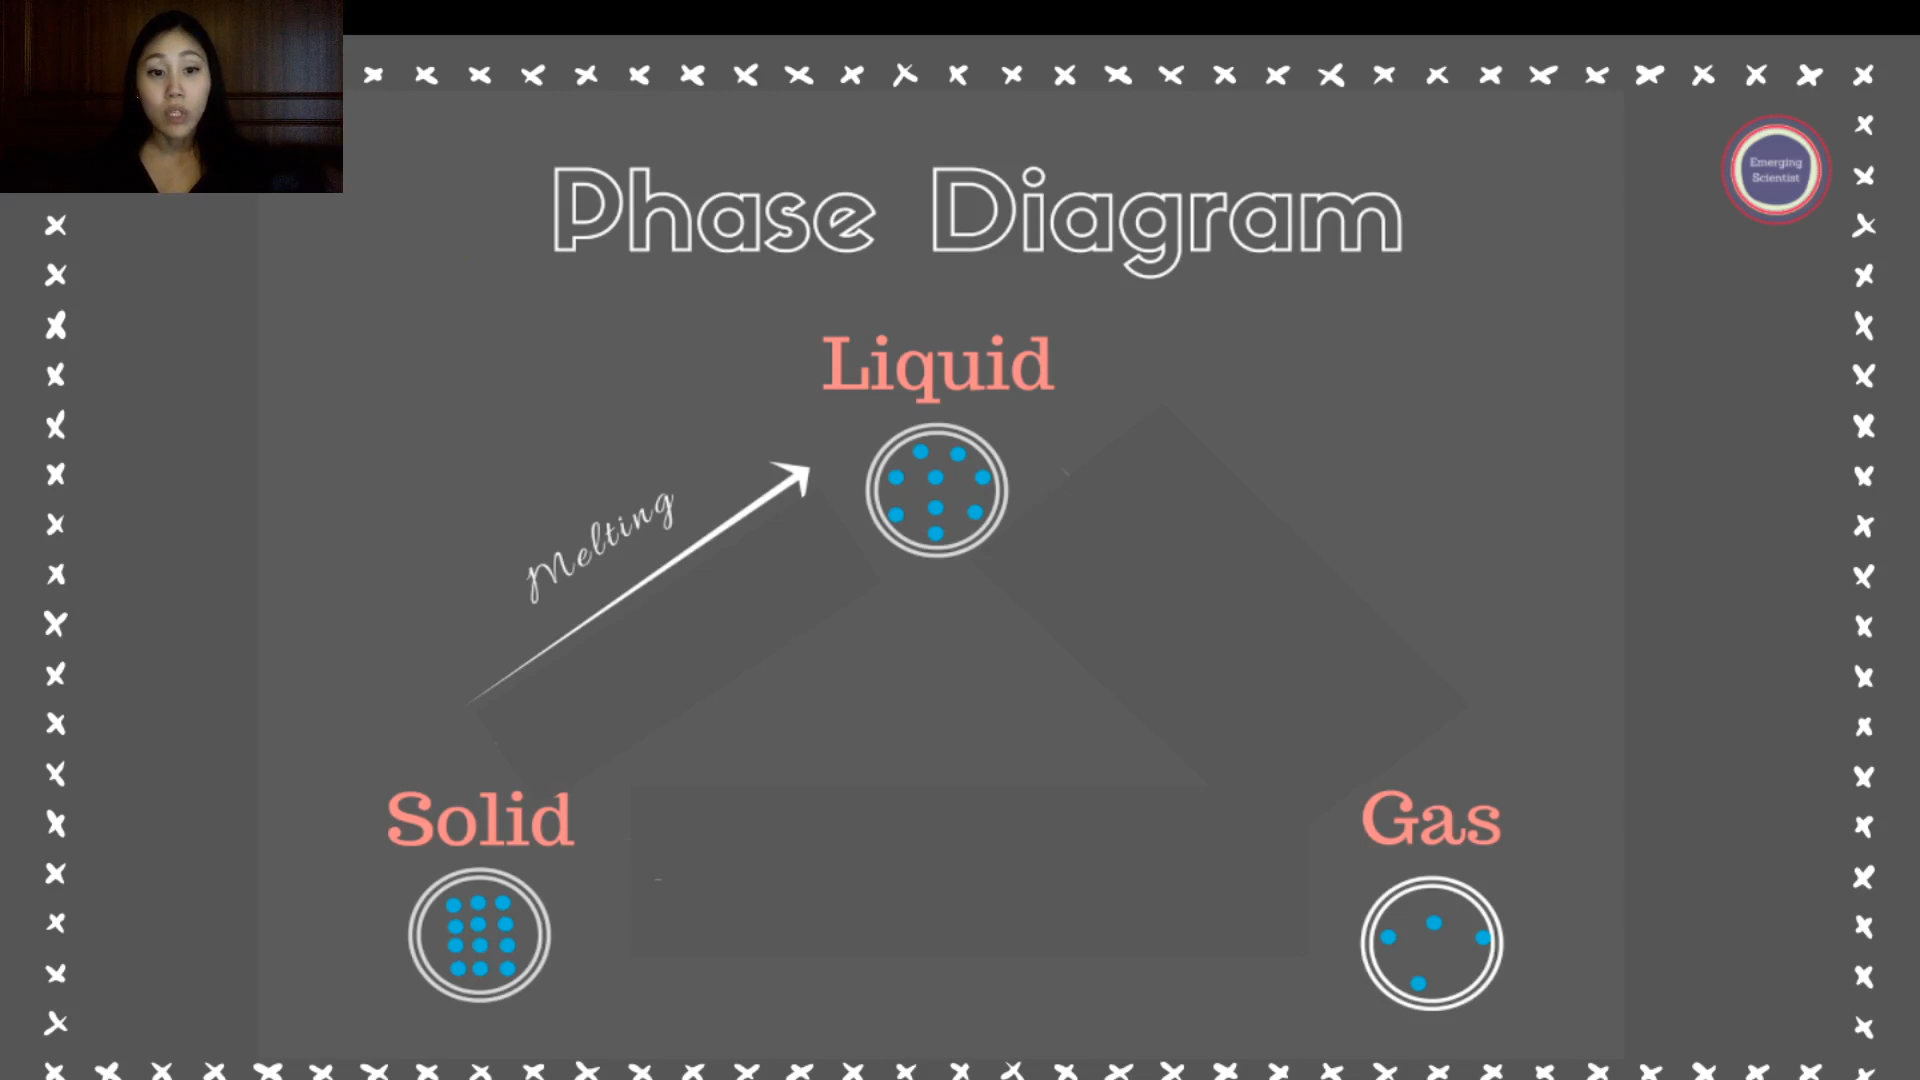 Emerging
Scientist
Phase Diagram
Liquid
Melting
Solid
Gas